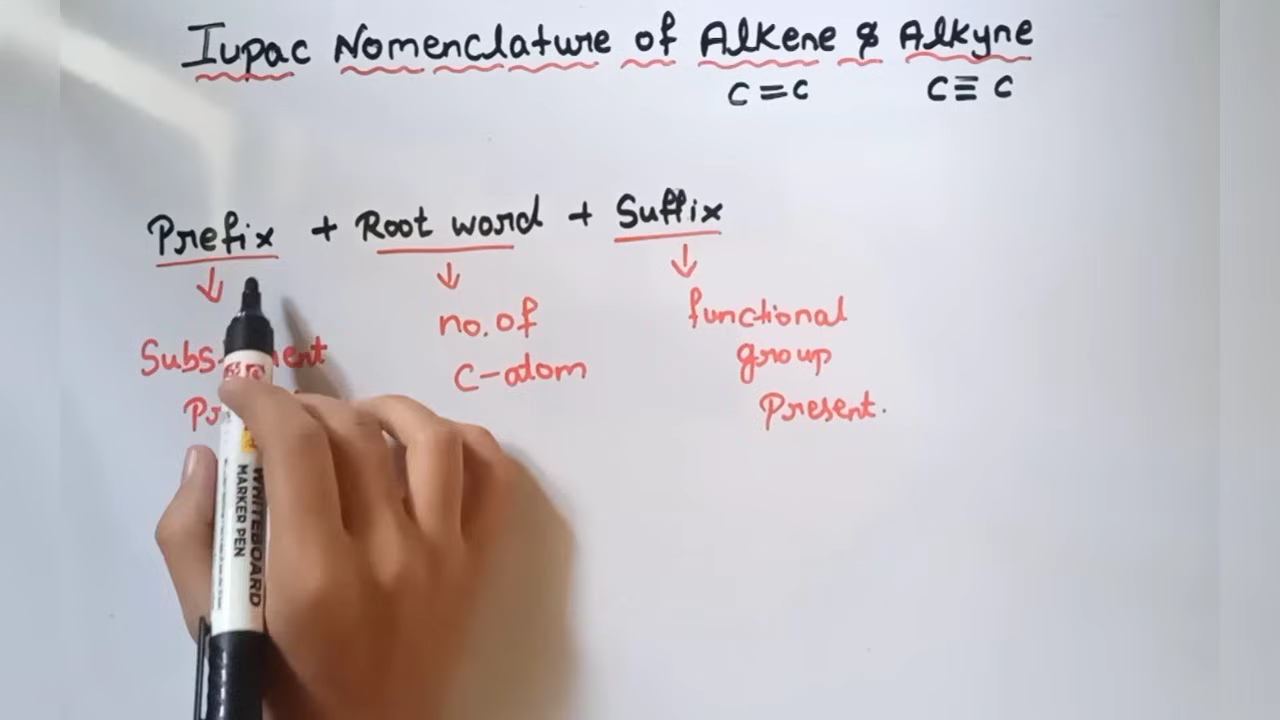 Iupac Nomenclature of Alkene & Alkyne
C=C C≡C
Prefix + Root word + Suffix
↓ ↓ ↓
no. of functional
C-atom group
Present.
WHITEBOARD
MARKER PEN